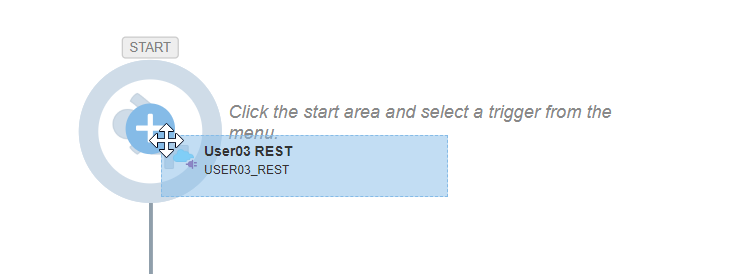 START
Click the start area and select a trigger from the
menu.
User03 REST
USER03_REST